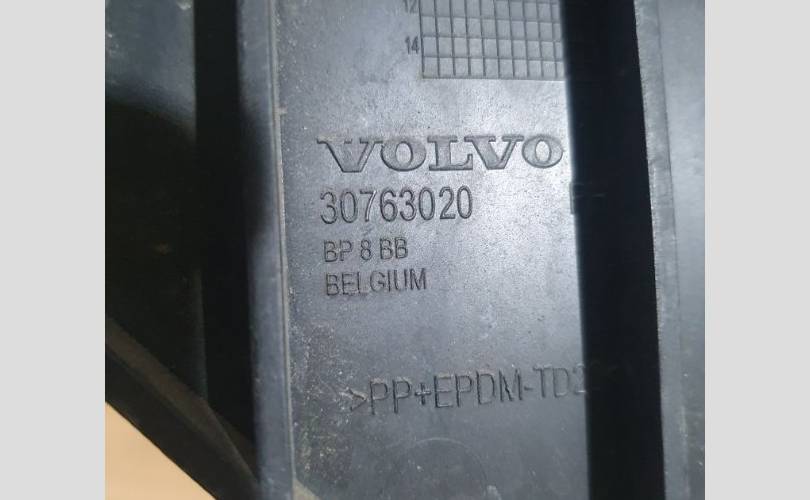 12
14
VOLVO
30763020
BP 8 BB
BELGIUM
>PP+EPDM-TD2